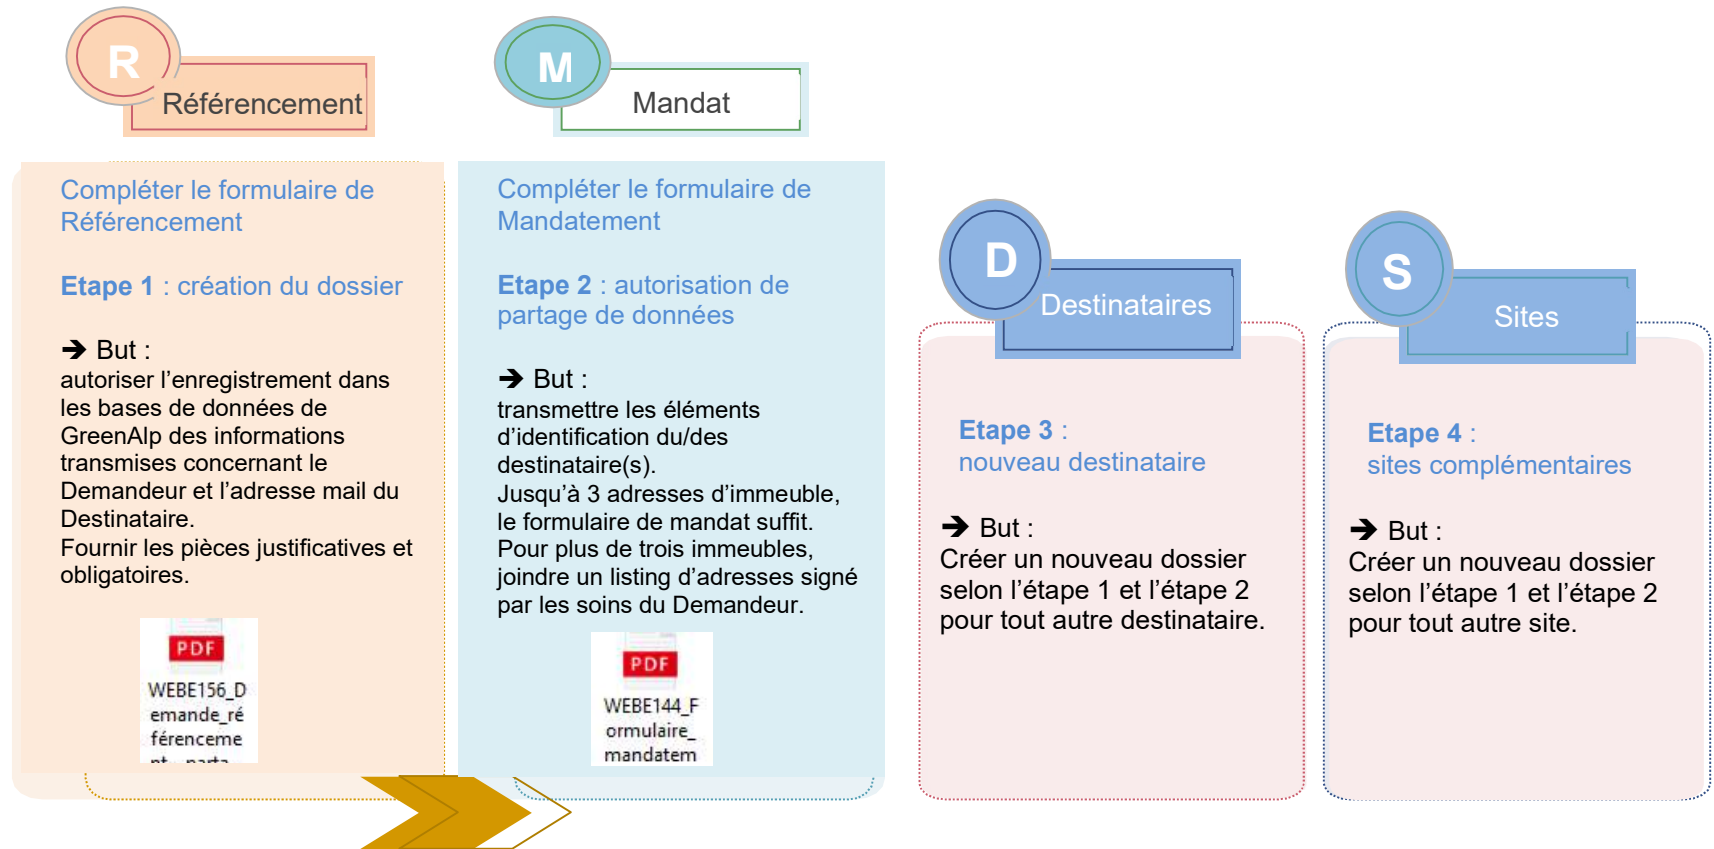 R
Référencement
Compléter le formulaire de
Référencement
Etape 1 : création du dossier
➔ But :
autoriser l’enregistrement dans
les bases de données de
GreenAlp des informations
transmises concernant le
Demandeur et l’adresse mail du
Destinataire.
Fournir les pièces justificatives et
obligatoires.
PDF
WEBE156_D
emande_ré
férenceme
M
Mandat
Compléter le formulaire de
Mandatement
Etape 2 : autorisation de
partage de données
➔ But :
transmettre les éléments
d’identification du/des
destinataire(s).
Jusqu’à 3 adresses d’immeuble,
le formulaire de mandat suffit.
Pour plus de trois immeubles,
joindre un listing d’adresses signé
par les soins du Demandeur.
PDF
WEBE144_F
ormulaire_
mandatem
D
Destinataires
Etape 3 :
nouveau destinataire
➔ But :
Créer un nouveau dossier
selon l’étape 1 et l’étape 2
pour tout autre destinataire.
S
Sites
Etape 4 :
sites complémentaires
➔ But :
Créer un nouveau dossier
selon l’étape 1 et l’étape 2
pour tout autre site.